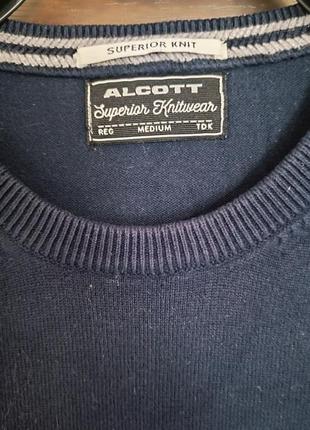 SUPERIOR KNIT
ALCOTT
Superior Knitwear
REG MEDIUM TDK